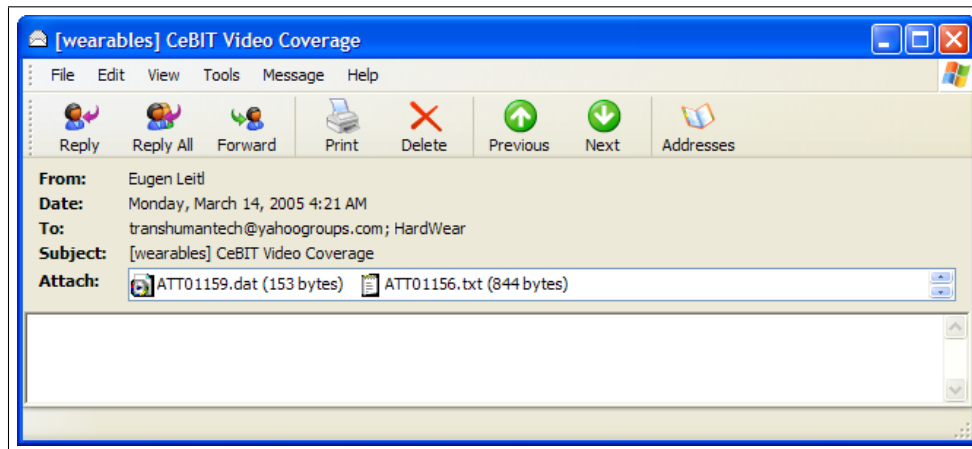 [wearables] CeBIT Video Coverage
File Edit View Tools Message Help
Reply Reply All Forward Print Delete Previous Next Addresses
From: Eugen Leitl
Date: Monday, March 14, 2005 4:21 AM
To: transhumantech@yahoogroups.com; HardWear
Subject: [wearables] CeBIT Video Coverage
Attach: ATT01159.dat (153 bytes) ATT01156.txt (844 bytes)